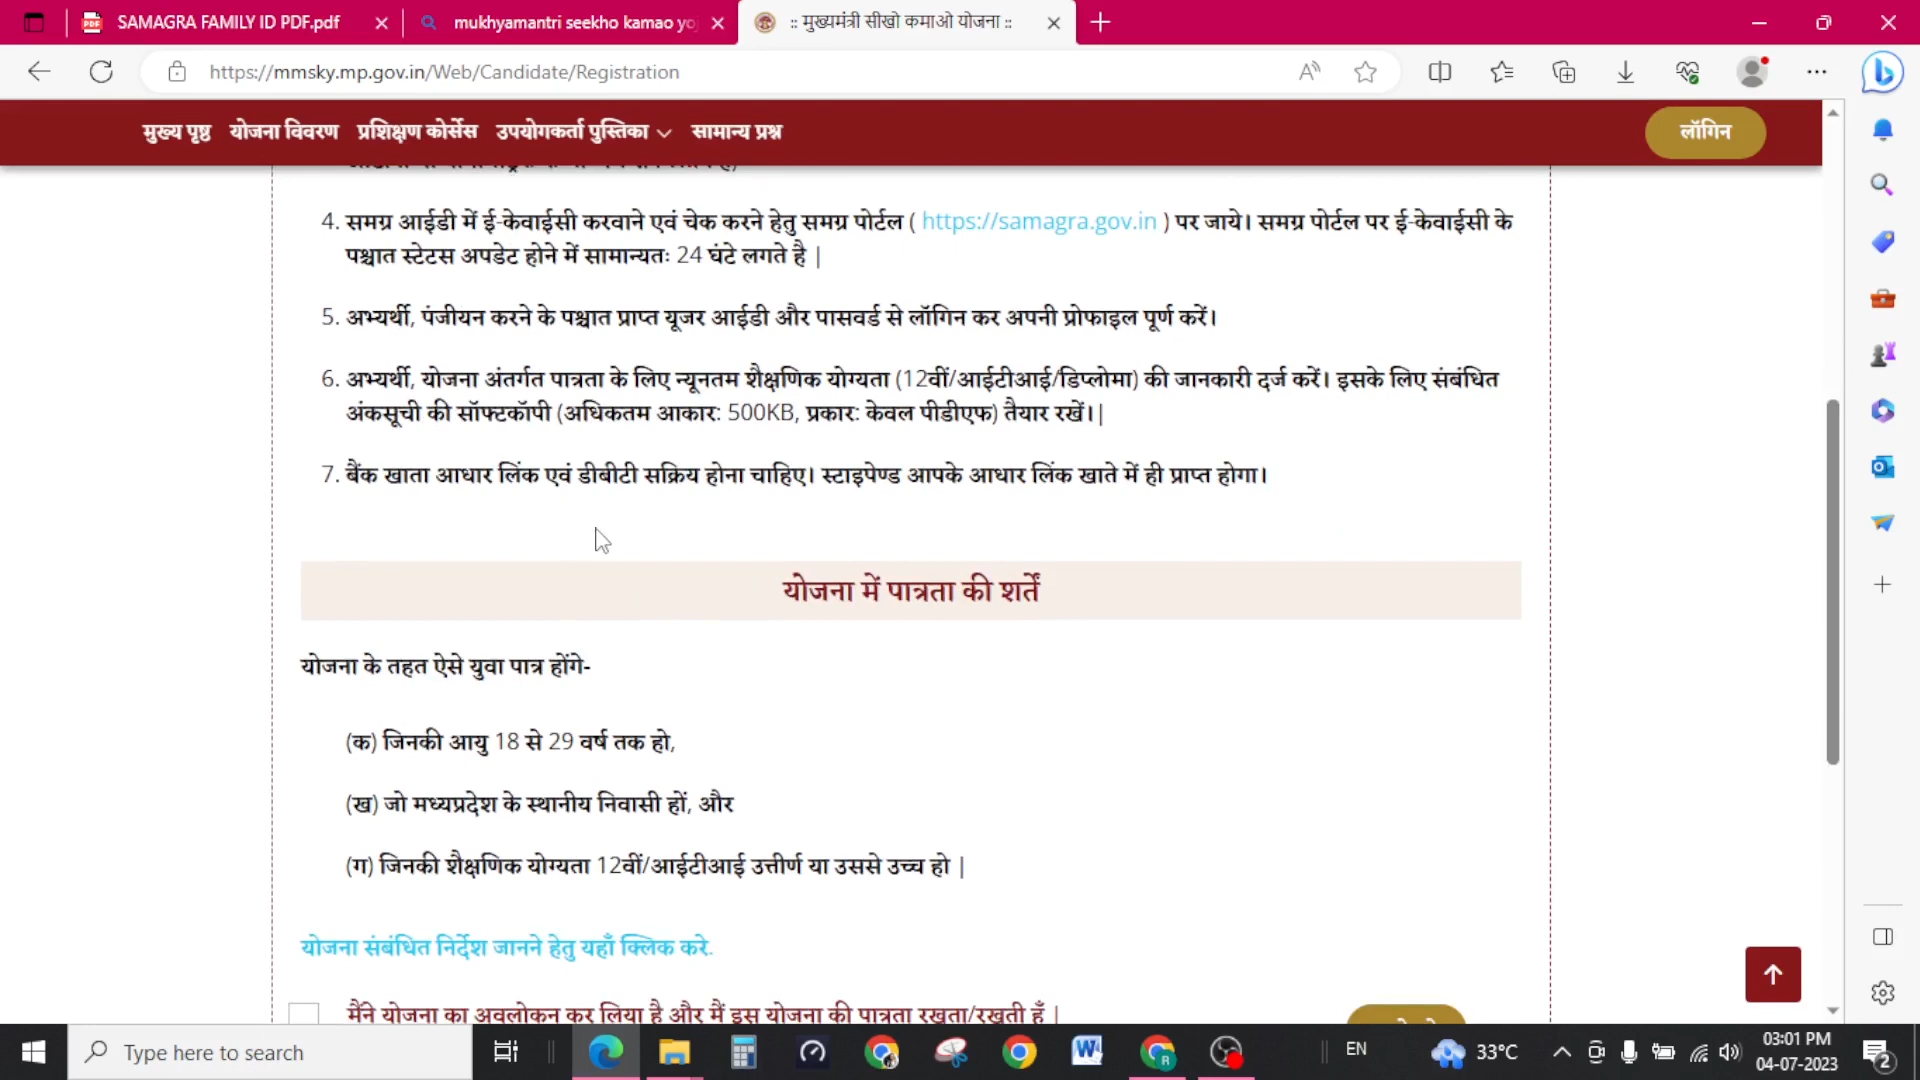 SAMAGRA FAMILY ID PDF.pdf
mukhyamantri seekho kamao yo
:: मुख्यमंत्री सीखो कमाओ योजना ::
https://mmsky.mp.gov.in/Web/Candidate/Registration
मुख्य पृष्ठ योजना विवरण प्रशिक्षण कोर्सेस उपयोगकर्ता पुस्तिका सामान्य प्रश्न
लॉगिन
4. समग्र आईडी में ई-केवाईसी करवाने एवं चेक करने हेतु समग्र पोर्टल ( https://samagra.gov.in ) पर जाये। समग्र पोर्टल पर ई-केवाईसी के
पश्चात स्टेटस अपडेट होने में सामान्यतः 24 घंटे लगते है |
5. अभ्यर्थी, पंजीयन करने के पश्चात प्राप्त यूजर आईडी और पासवर्ड से लॉगिन कर अपनी प्रोफाइल पूर्ण करें।
6. अभ्यर्थी, योजना अंतर्गत पात्रता के लिए न्यूनतम शैक्षणिक योग्यता (12वीं/आईटीआई/डिप्लोमा) की जानकारी दर्ज करें। इसके लिए संबंधित
अंकसूची की सॉफ्टकॉपी (अधिकतम आकार: 500KB, प्रकार: केवल पीडीएफ) तैयार रखें।|
7. बैंक खाता आधार लिंक एवं डीबीटी सक्रिय होना चाहिए। स्टाइपेण्ड आपके आधार लिंक खाते में ही प्राप्त होगा।
योजना में पात्रता की शर्तें
योजना के तहत ऐसे युवा पात्र होंगे-
(क) जिनकी आयु 18 से 29 वर्ष तक हो,
(ख) जो मध्यप्रदेश के स्थानीय निवासी हों, और
(ग) जिनकी शैक्षणिक योग्यता 12वीं/आईटीआई उत्तीर्ण या उससे उच्च हो |
योजना संबंधित निर्देश जानने हेतु यहाँ क्लिक करे.
मैंने योजना का अवलोकन कर लिया है और मैं इस योजना की पात्रता रखता/रखती हूँ |
Type here to search
EN
33°C
03:01 PM
04-07-2023
2